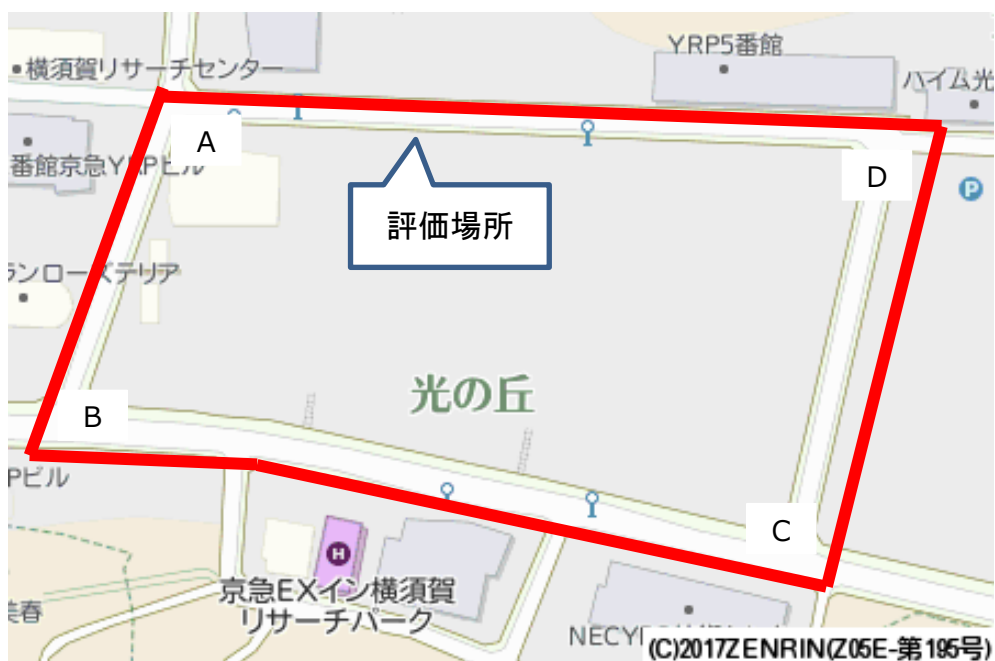 YRP5番館
横須賀リサーチセンター
ハイム光
A
番館京急YRPビル
D
P
評価場所
ランローズテリア
光の丘
B
Pビル
C
H
京急EXイン横須賀
リサーチパーク
美春
NECYRP
(C)2017ZENRIN(Z05E-第195号)